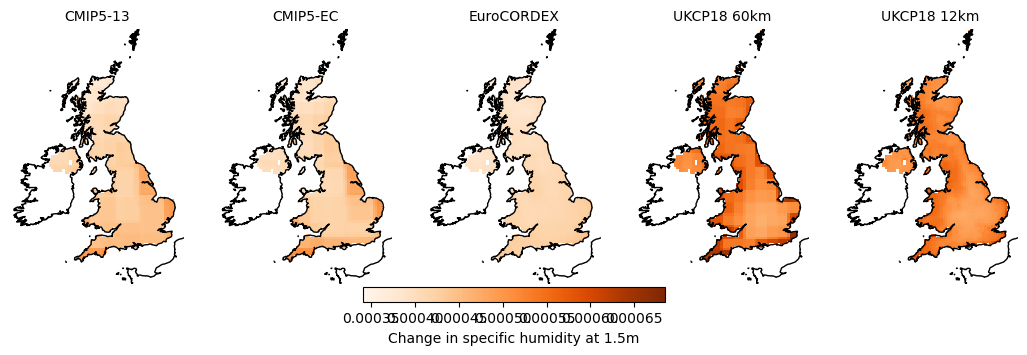 CMIP5-13 CMIP5-EC EuroCORDEX UKCP18 60km UKCP18 12km
0.00035 0.00040 0.00045 0.00050 0.00055 0.00060 0.00065
Change in specific humidity at 1.5m